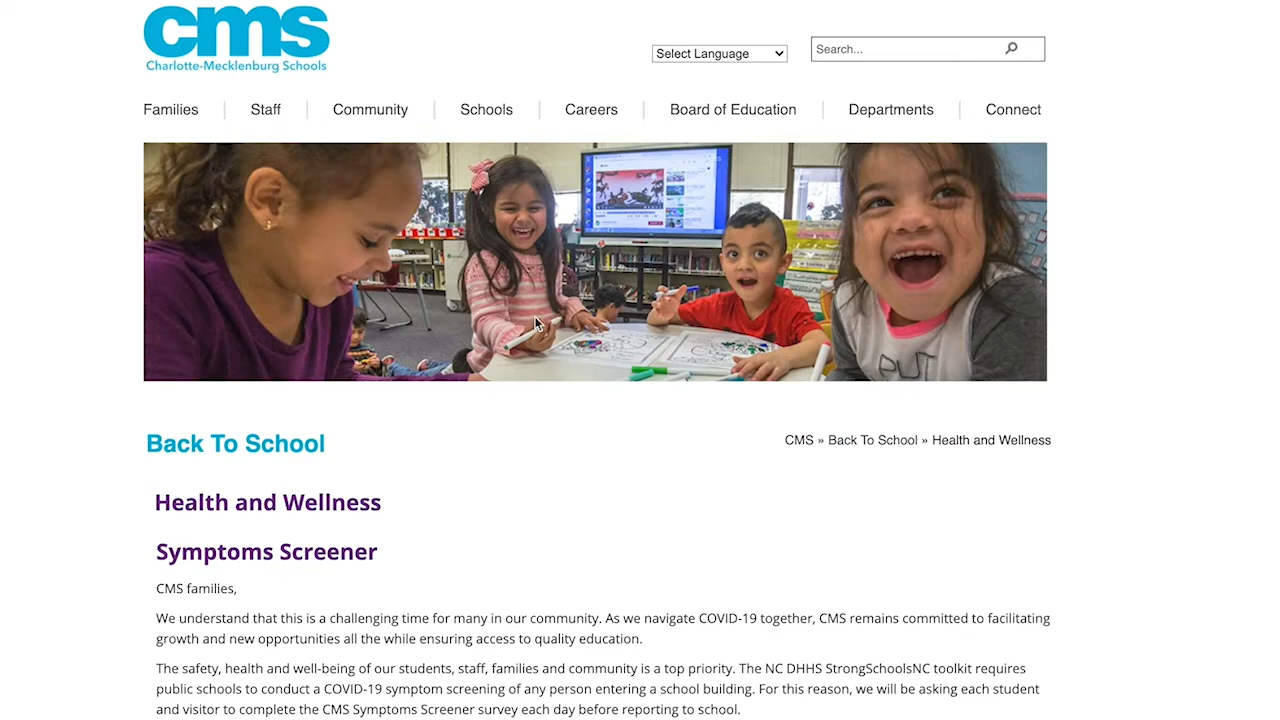 cms
Charlotte-Mecklenburg Schools
Select Language
Search...
Families
Staff
Community
Schools
Careers
Board of Education
Departments
Connect
PUT
Back To School
CMS » Back To School » Health and Wellness
Health and Wellness
Symptoms Screener
CMS families,
We understand that this is a challenging time for many in our community. As we navigate COVID-19 together, CMS remains committed to facilitating
growth and new opportunities all the while ensuring access to quality education.
The safety, health and well-being of our students, staff, families and community is a top priority. The NC DHHS StrongSchoolsNC toolkit requires
public schools to conduct a COVID-19 symptom screening of any person entering a school building. For this reason, we will be asking each student
and visitor to complete the CMS Symptoms Screener survey each day before reporting to school.